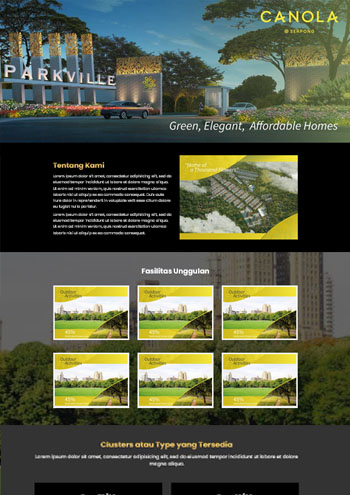 CANOLA
@ SERPONG
PARKVILLE
Green, Elegant, Affordable Homes
Tentang Kami
Lorem ipsum dolor sit amet, consectetur adipisicing elit, sed do
eiusmod tempor incididunt ut labore et dolore magna aliqua.
Ut enim ad minim veniam, quis nostrud exercitation ullamco
laboris nisi ut aliquip ex ea commodo consequat. Duis aute
irure dolor in reprehenderit in voluptate velit esse cillum dolore
eu fugiat nulla pariatur.
Lorem ipsum dolor sit amet, consectetur adipisicing elit, sed do
eiusmod tempor incididunt ut labore et dolore magna aliqua.
Ut enim ad minim veniam, quis nostrud exercitation ullamco
laboris nisi ut aliquip ex ea commodo consequat.
"Home of
a Thousand Flowers"
Fasilitas Unggulan
Outdoor
Activities
45%
Outdoor
Activities
45%
Outdoor
Activities
45%
Outdoor
Activities
45%
Outdoor
Activities
45%
Outdoor
Activities
45%
Clusters atau Type yang Tersedia
Lorem ipsum dolor sit amet, consectetur adipisicing elit, sed do eiusmod tempor incididunt ut labore et dolore
magna aliqua.